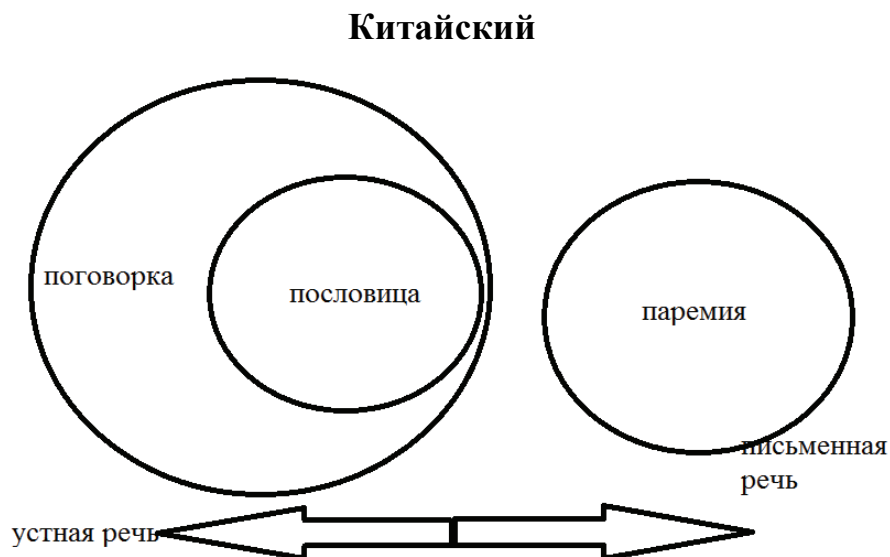 Китайский
поговорка
пословица
паремия
письменная
речь
устная речь